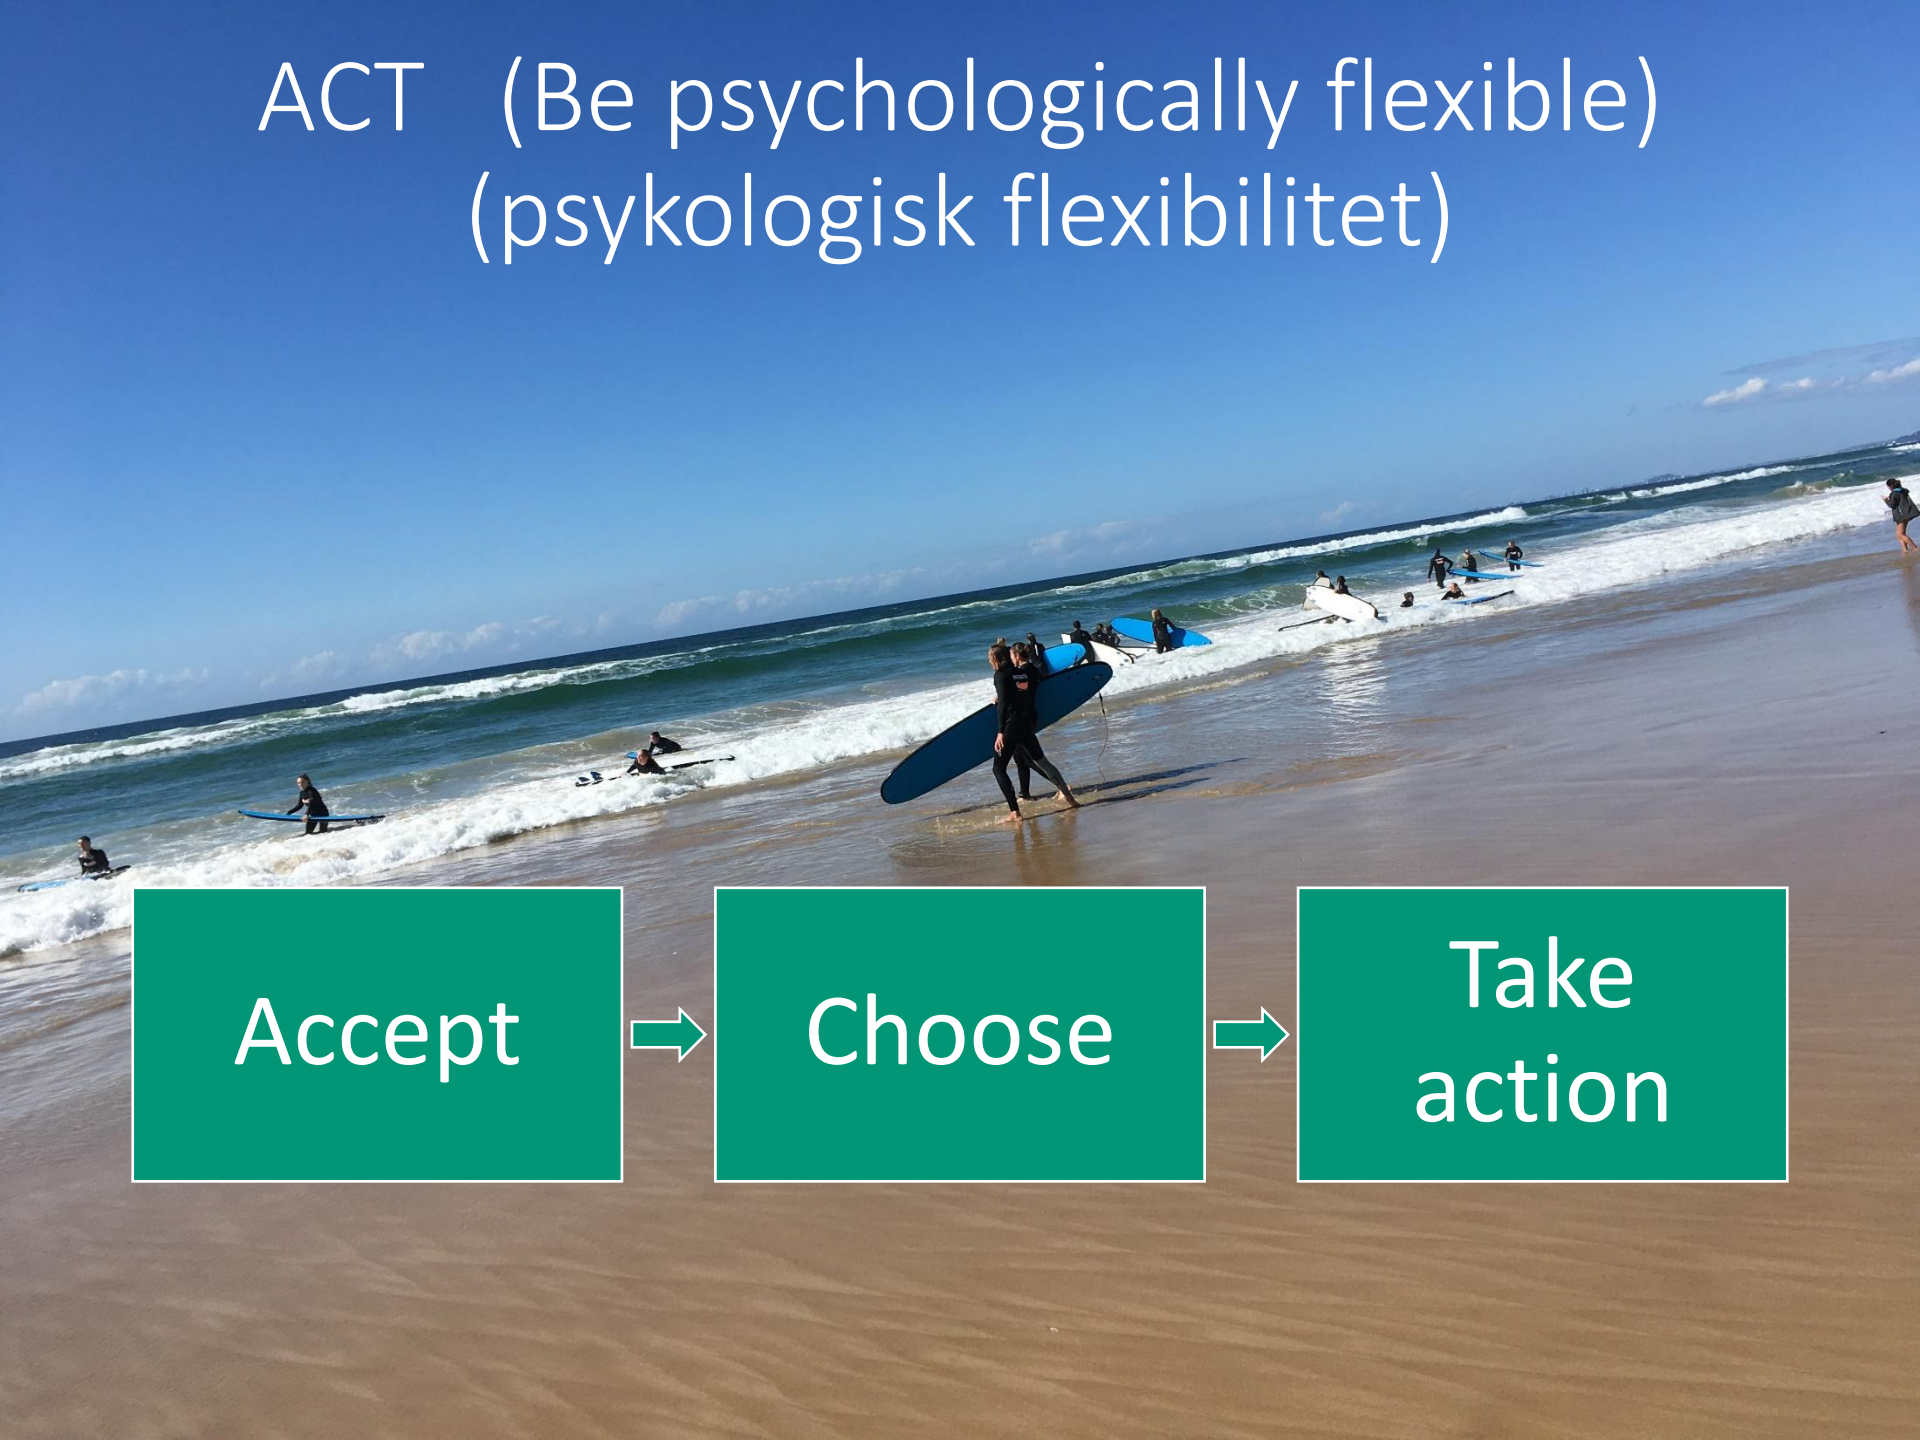 ACT (Be psychologically flexible)
(psykologisk flexibilitet)
Accept
Choose
Take
action